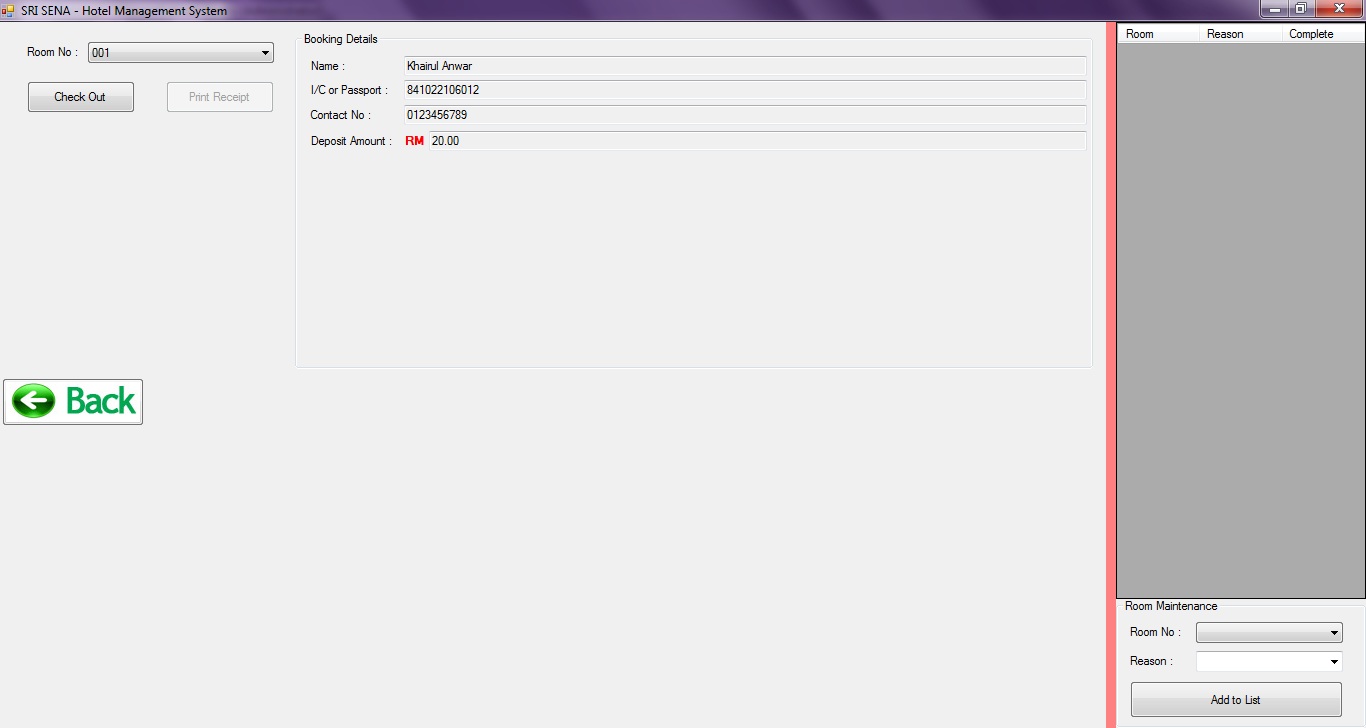 SRI SENA - Hotel Management System
Room No : 001
Check Out Print Receipt
Back
Booking Details
Name : Khairul Anwar
I/C or Passport : 841022106012
Contact No : 0123456789
Deposit Amount : RM 20.00
Room Reason Complete
Room Maintenance
Room No :
Reason :
Add to List